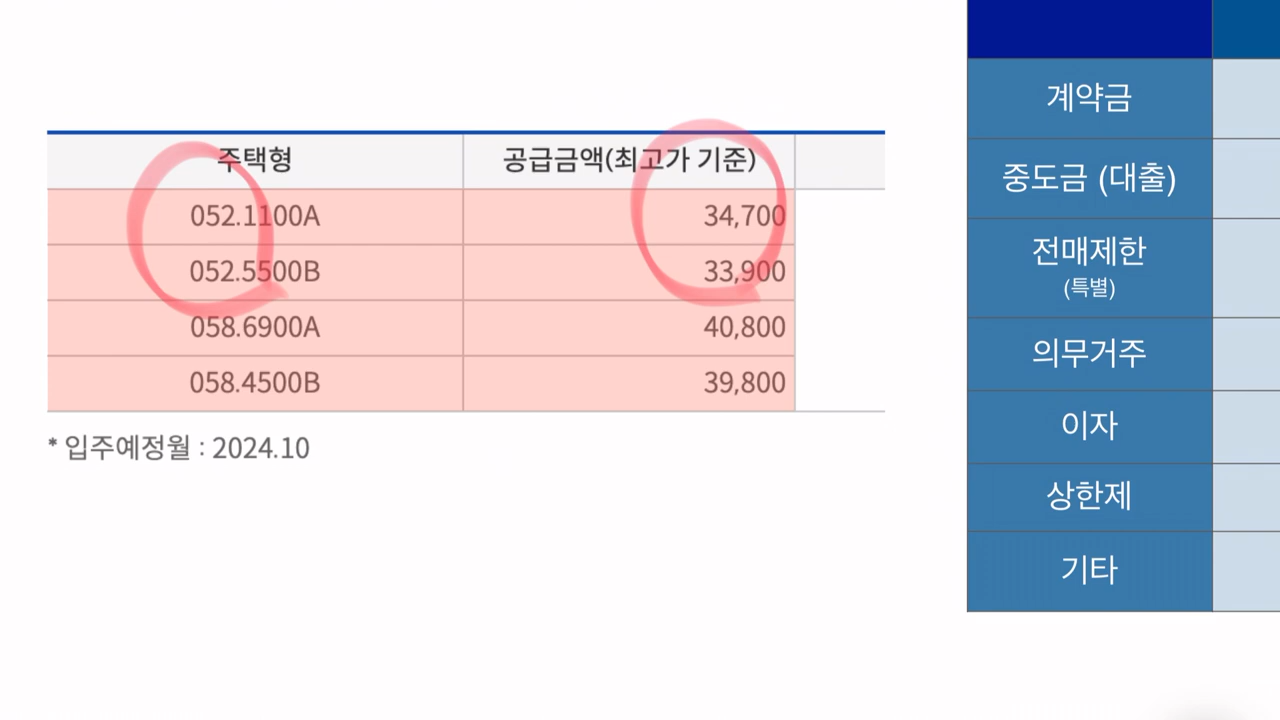 주택형 공급금액(최고가 기준)
052.1100A 34,700
052.5500B 33,900
058.6900A 40,800
058.4500B 39,800
* 입주예정월 : 2024.10
계약금
중도금 (대출)
전매제한
(특별)
의무거주
이자
상한제
기타